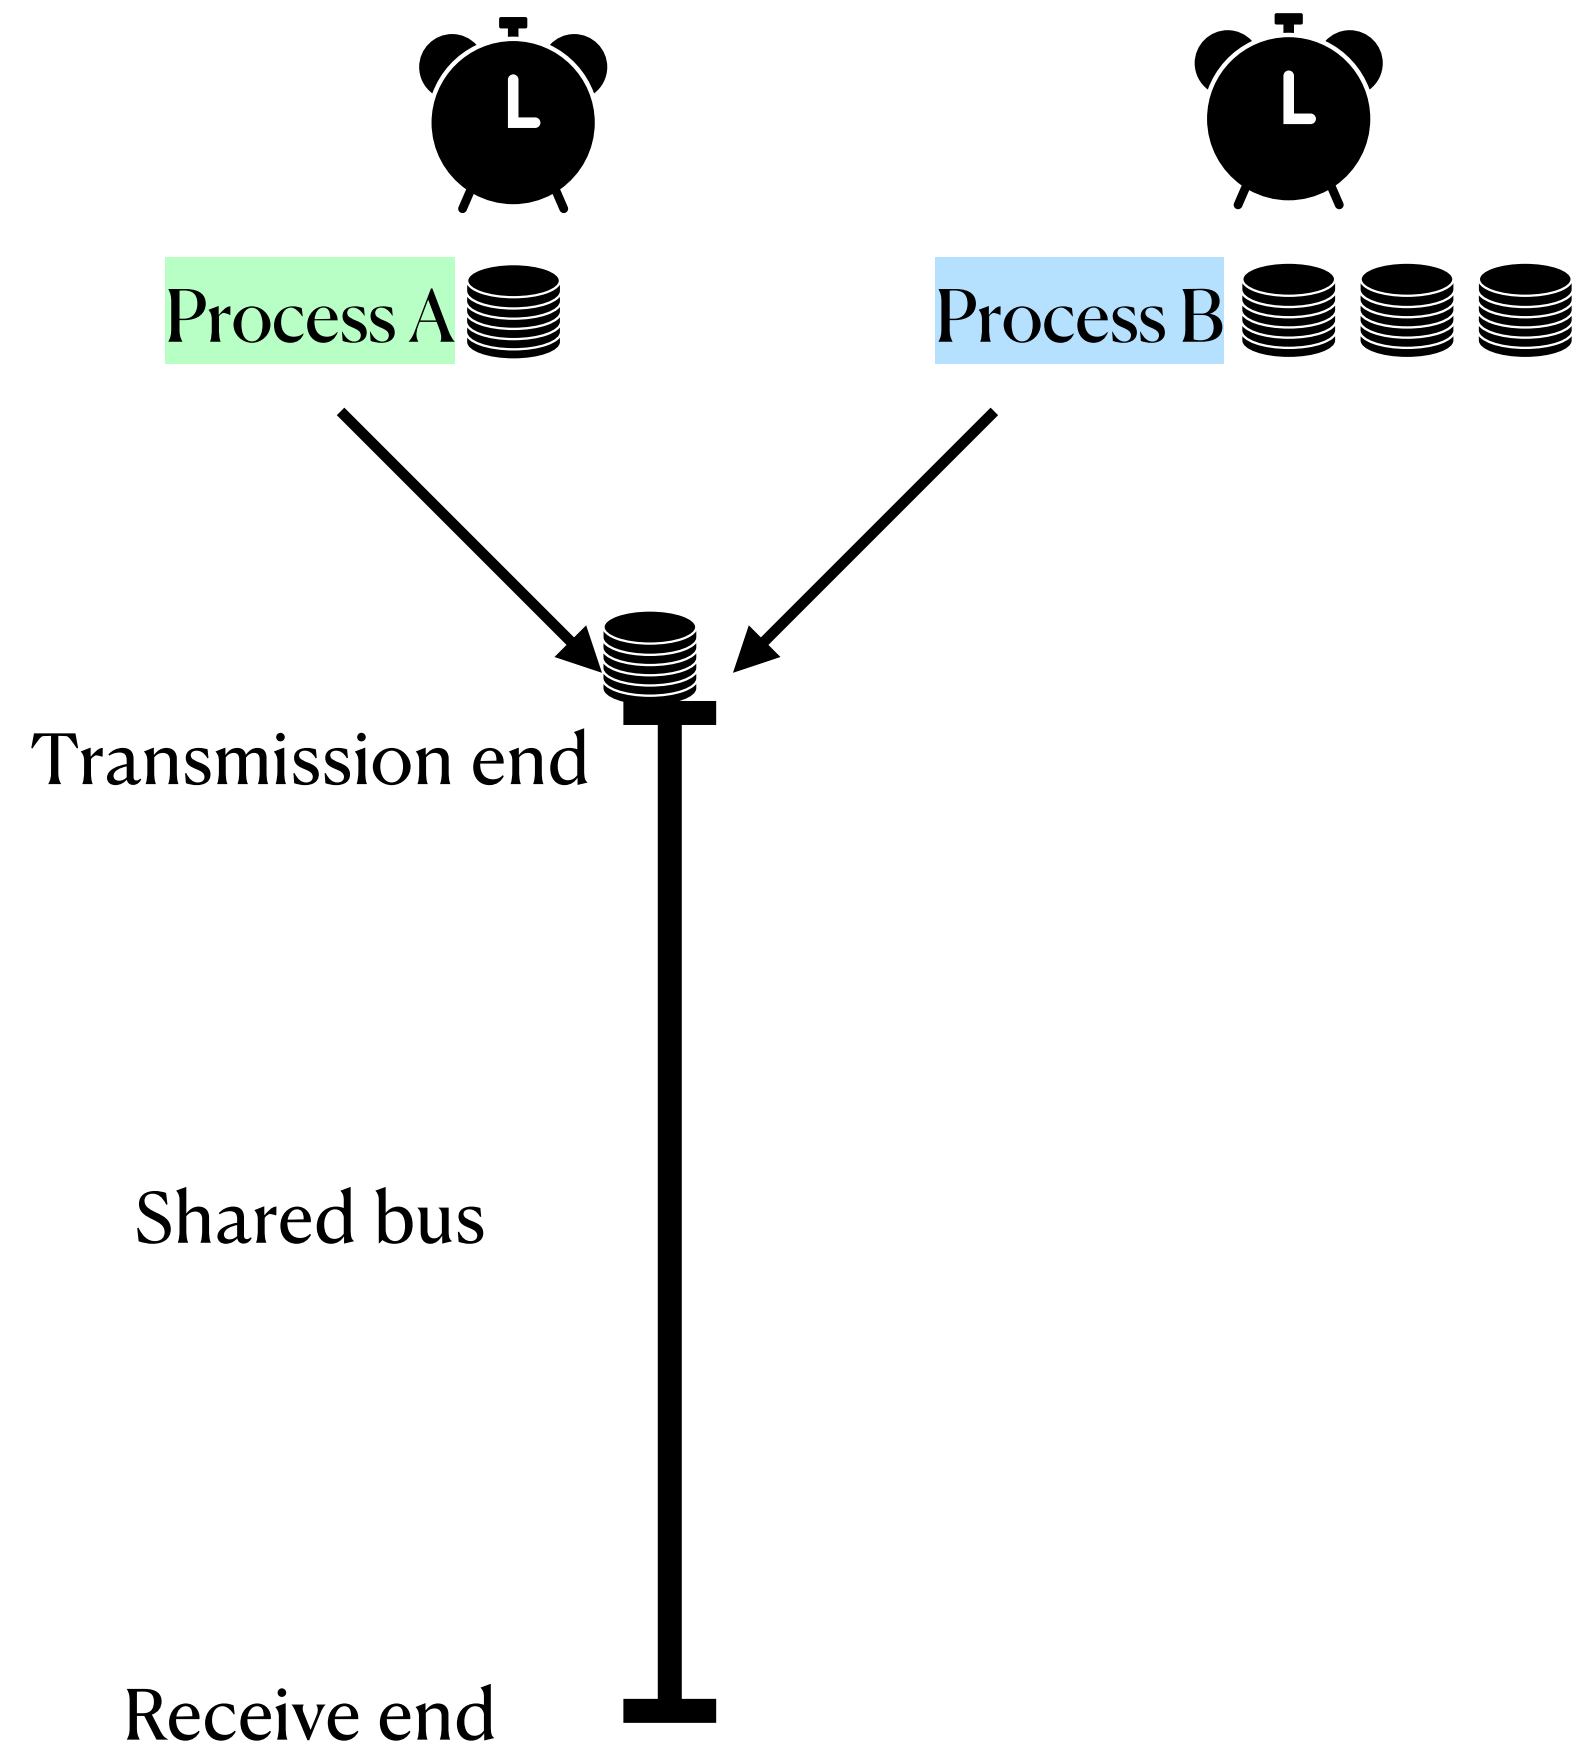 Process A
Process B
Transmission end
Shared bus
Receive end